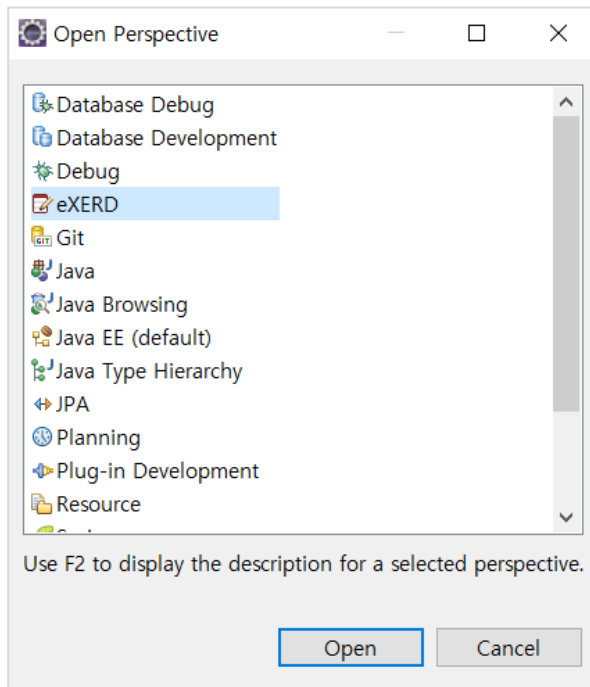 Open Perspective
Database Debug
Database Development
Debug
eXERD
Git
Java
Java Browsing
Java EE (default)
Java Type Hierarchy
JPA
Planning
Plug-in Development
Resource
Use F2 to display the description for a selected perspective.
Open
Cancel